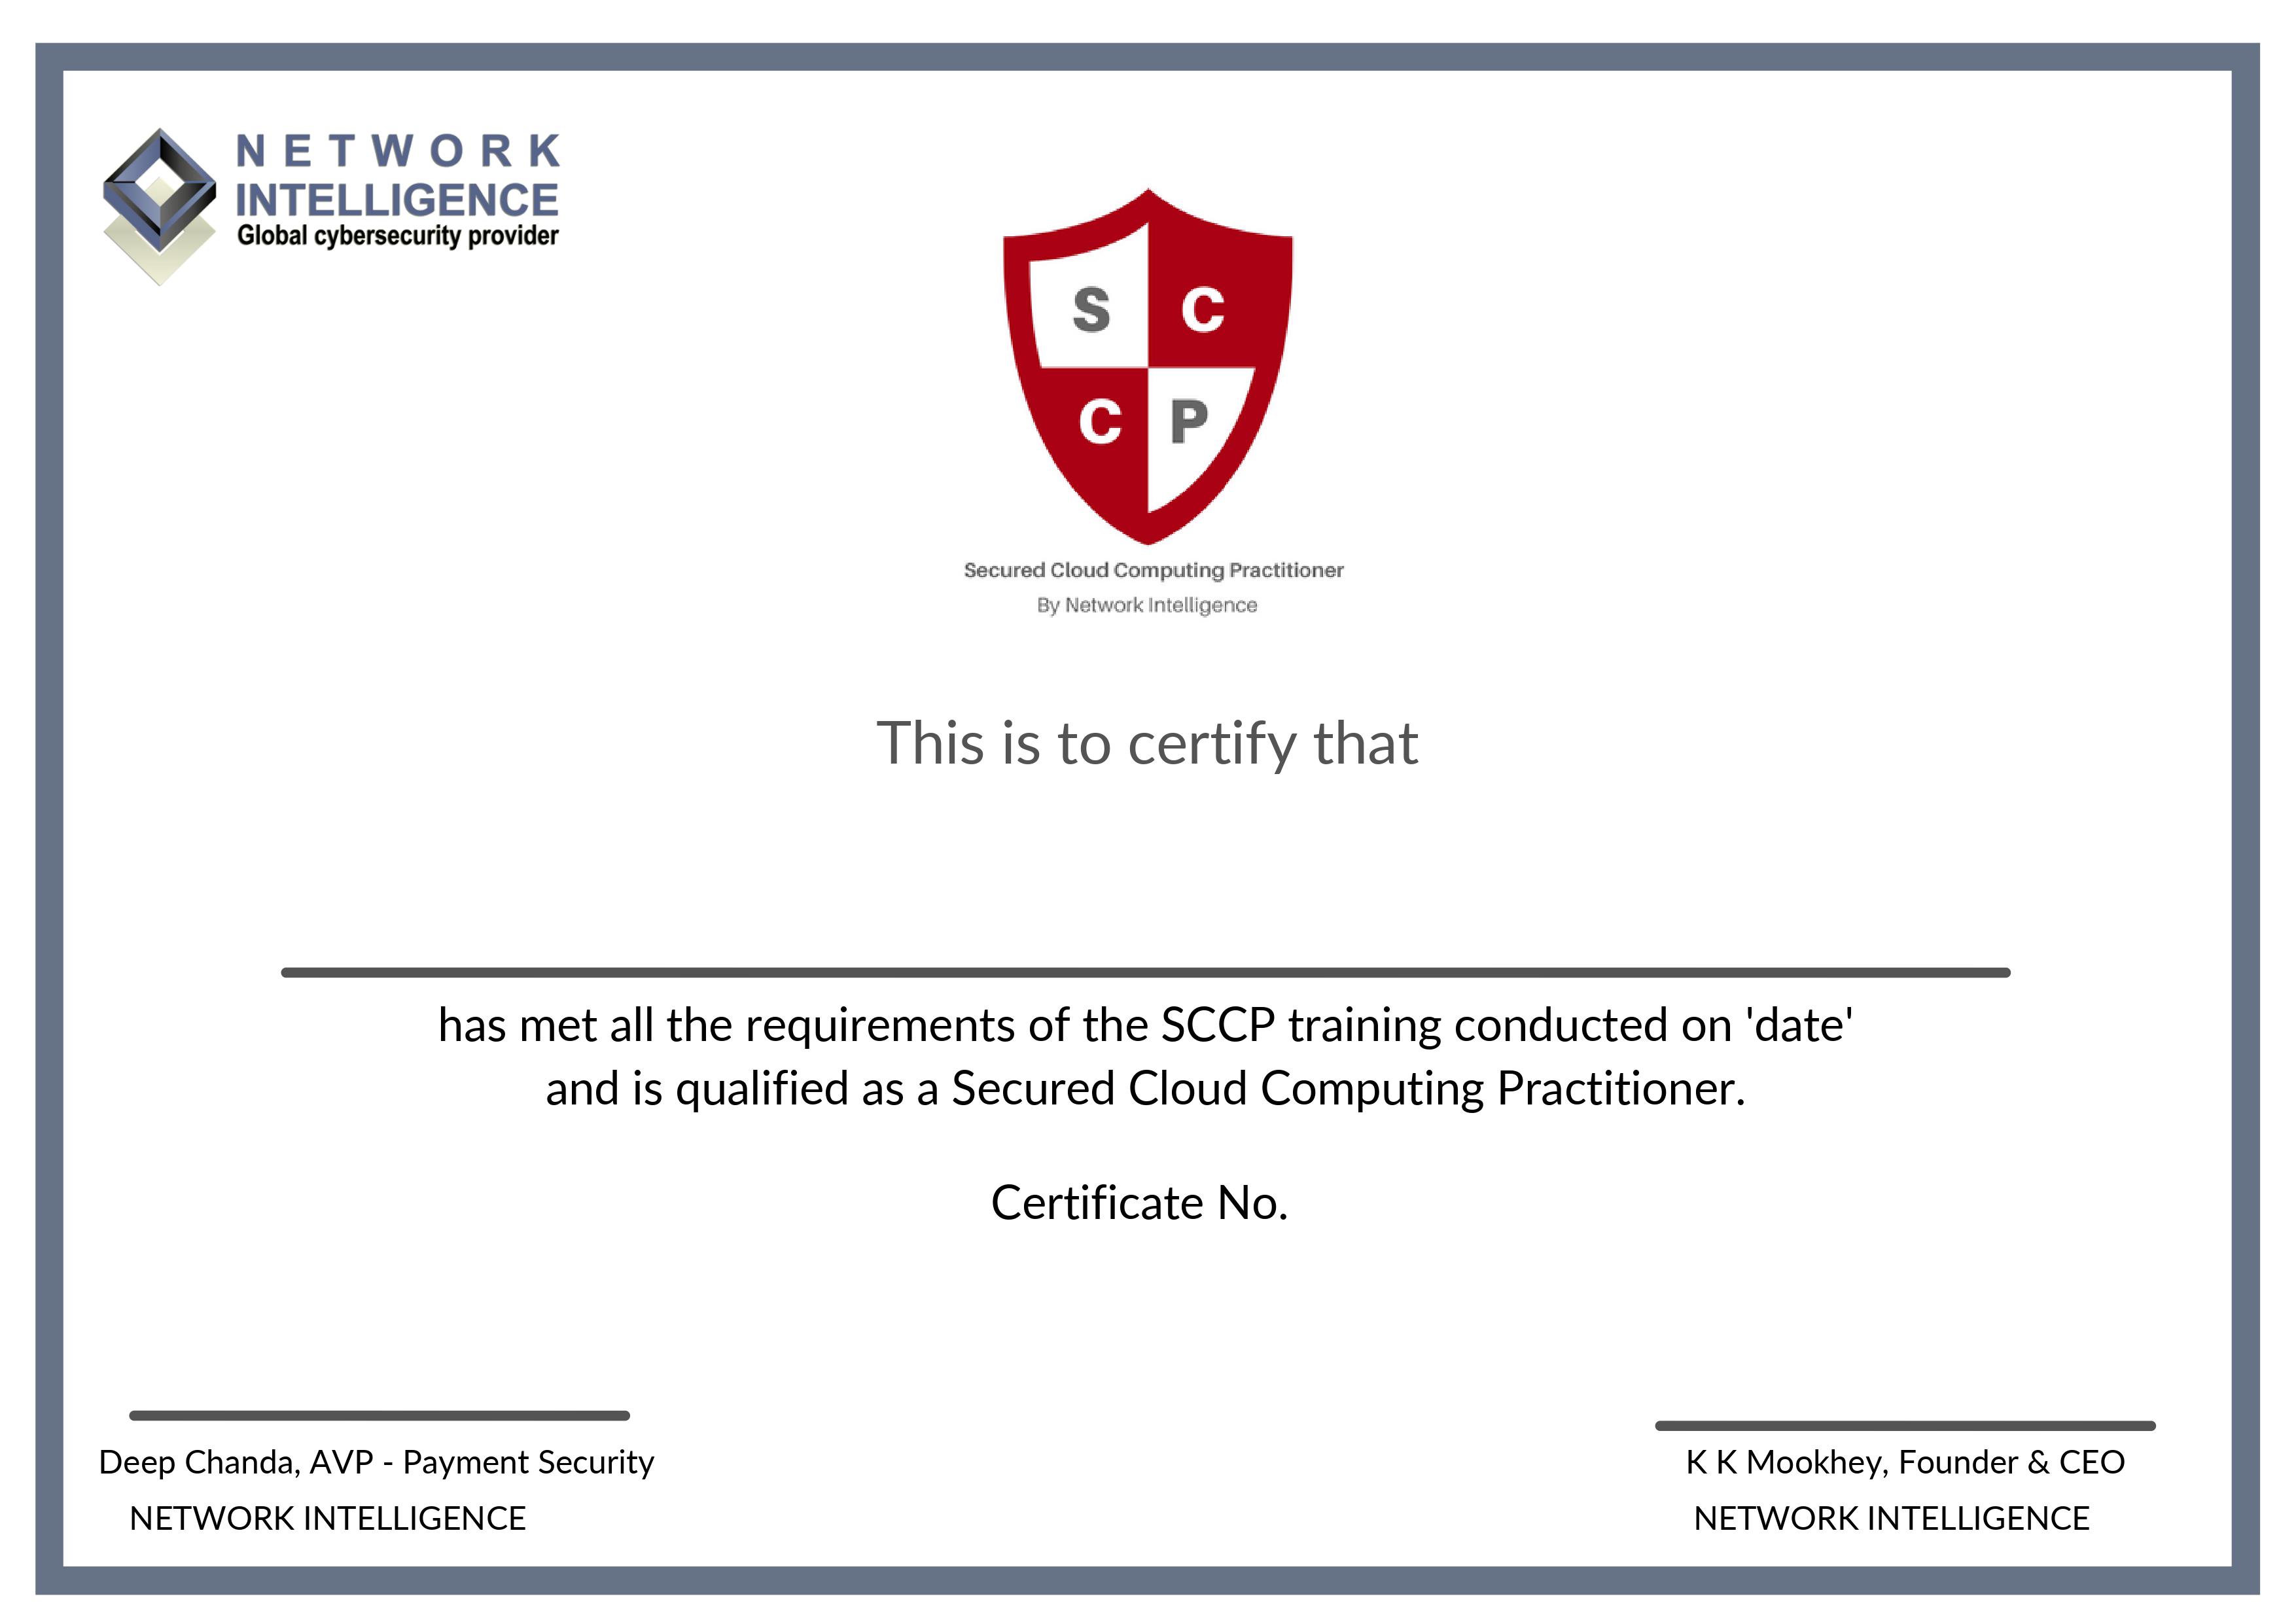 NETWORK
INTELLIGENCE
Global cybersecurity provider
S C
C P
Secured Cloud Computing Practitioner
By Network Intelligence
This is to certify that
has met all the requirements of the SCCP training conducted on 'date'
and is qualified as a Secured Cloud Computing Practitioner.
Certificate No.
Deep Chanda, AVP - Payment Security
NETWORK INTELLIGENCE
K K Mookhey, Founder & CEO
NETWORK INTELLIGENCE